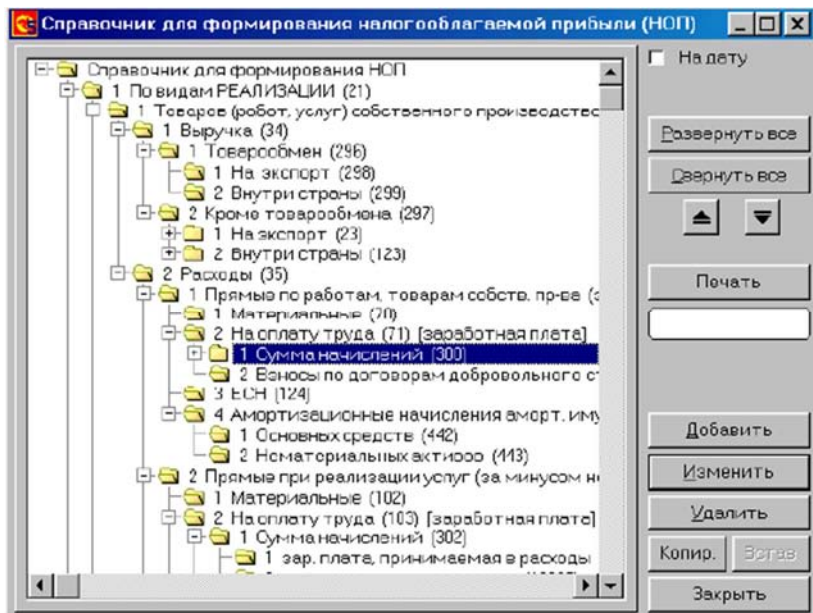 Справочник для формирования налогооблагаемой прибыли (НОП)
Справочник для формирования НОП
1 По видам РЕАЛИЗАЦИИ (21)
1 Товаров (работ, услуг) собственного производство
1 Выручка (34)
1 Товарообмен (296)
1 На экспорт (298)
2 Внутри страны (299)
2 Кроме товарообмена (297)
1 На экспорт (23)
2 Внутри страны (123)
2 Расходы (35)
1 Прямые по работам, товарам собств. пр-ва (
1 Материальные (70)
2 На оплату труда (71) [заработная плата]
1 Сумма начислений (300)
2 Взносы по договорам добровольного с
3 ЕСН (124)
4 Амортизационные начисления аморт. им
1 Основных средств (442)
2 Нематериальных активов (443)
2 Прямые при реализации услуг (за минусом н
1 Материальные (102)
2 На оплату труда (103) [заработная плата]
1 Сумма начислений (302)
1 зар. плата, принимаемая в расходы
На дату
Развернуть все
Свернуть все
Печать
Добавить
Изменить
Удалить
Копир. Встав
Закрыть